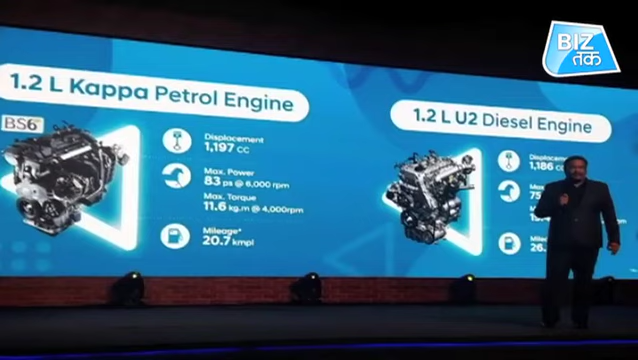 BIZ
तक
1.2 L Kappa Petrol Engine
BS6
Displacement
1,197 cc
Max. Power
83 ps @ 6,000 rpm
Max. Torque
11.6 kg.m @ 4,000rpm
Mileage*
20.7 kmpl
1.2 L U2 Diesel Engine
1,186 cc